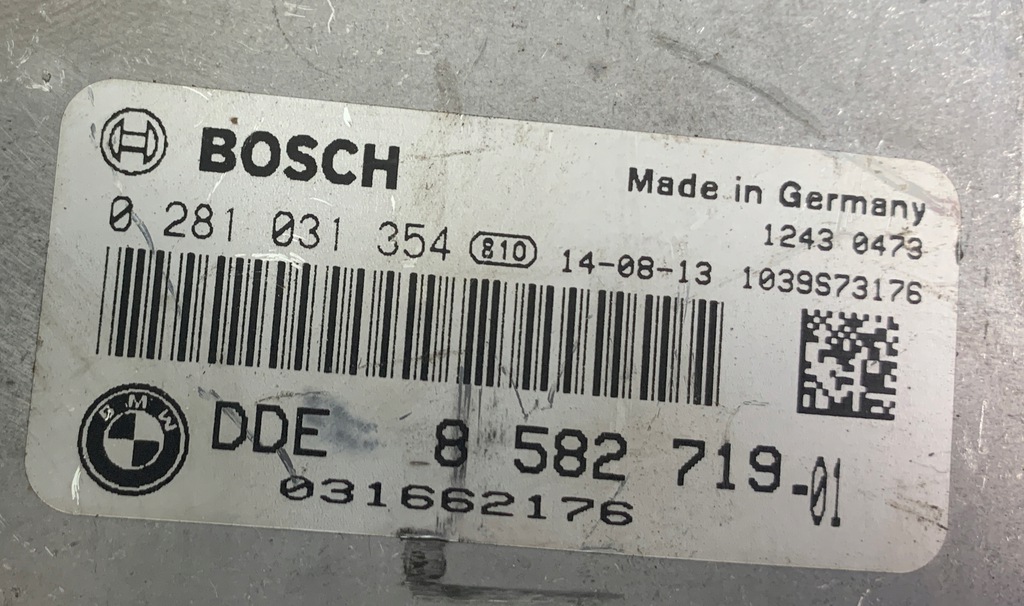 BOSCH
Made in Germany
1243 0473
0 281 031 354 810 14-08-13 1039S73176
BMW
DDE 8 582 719-01
031662176